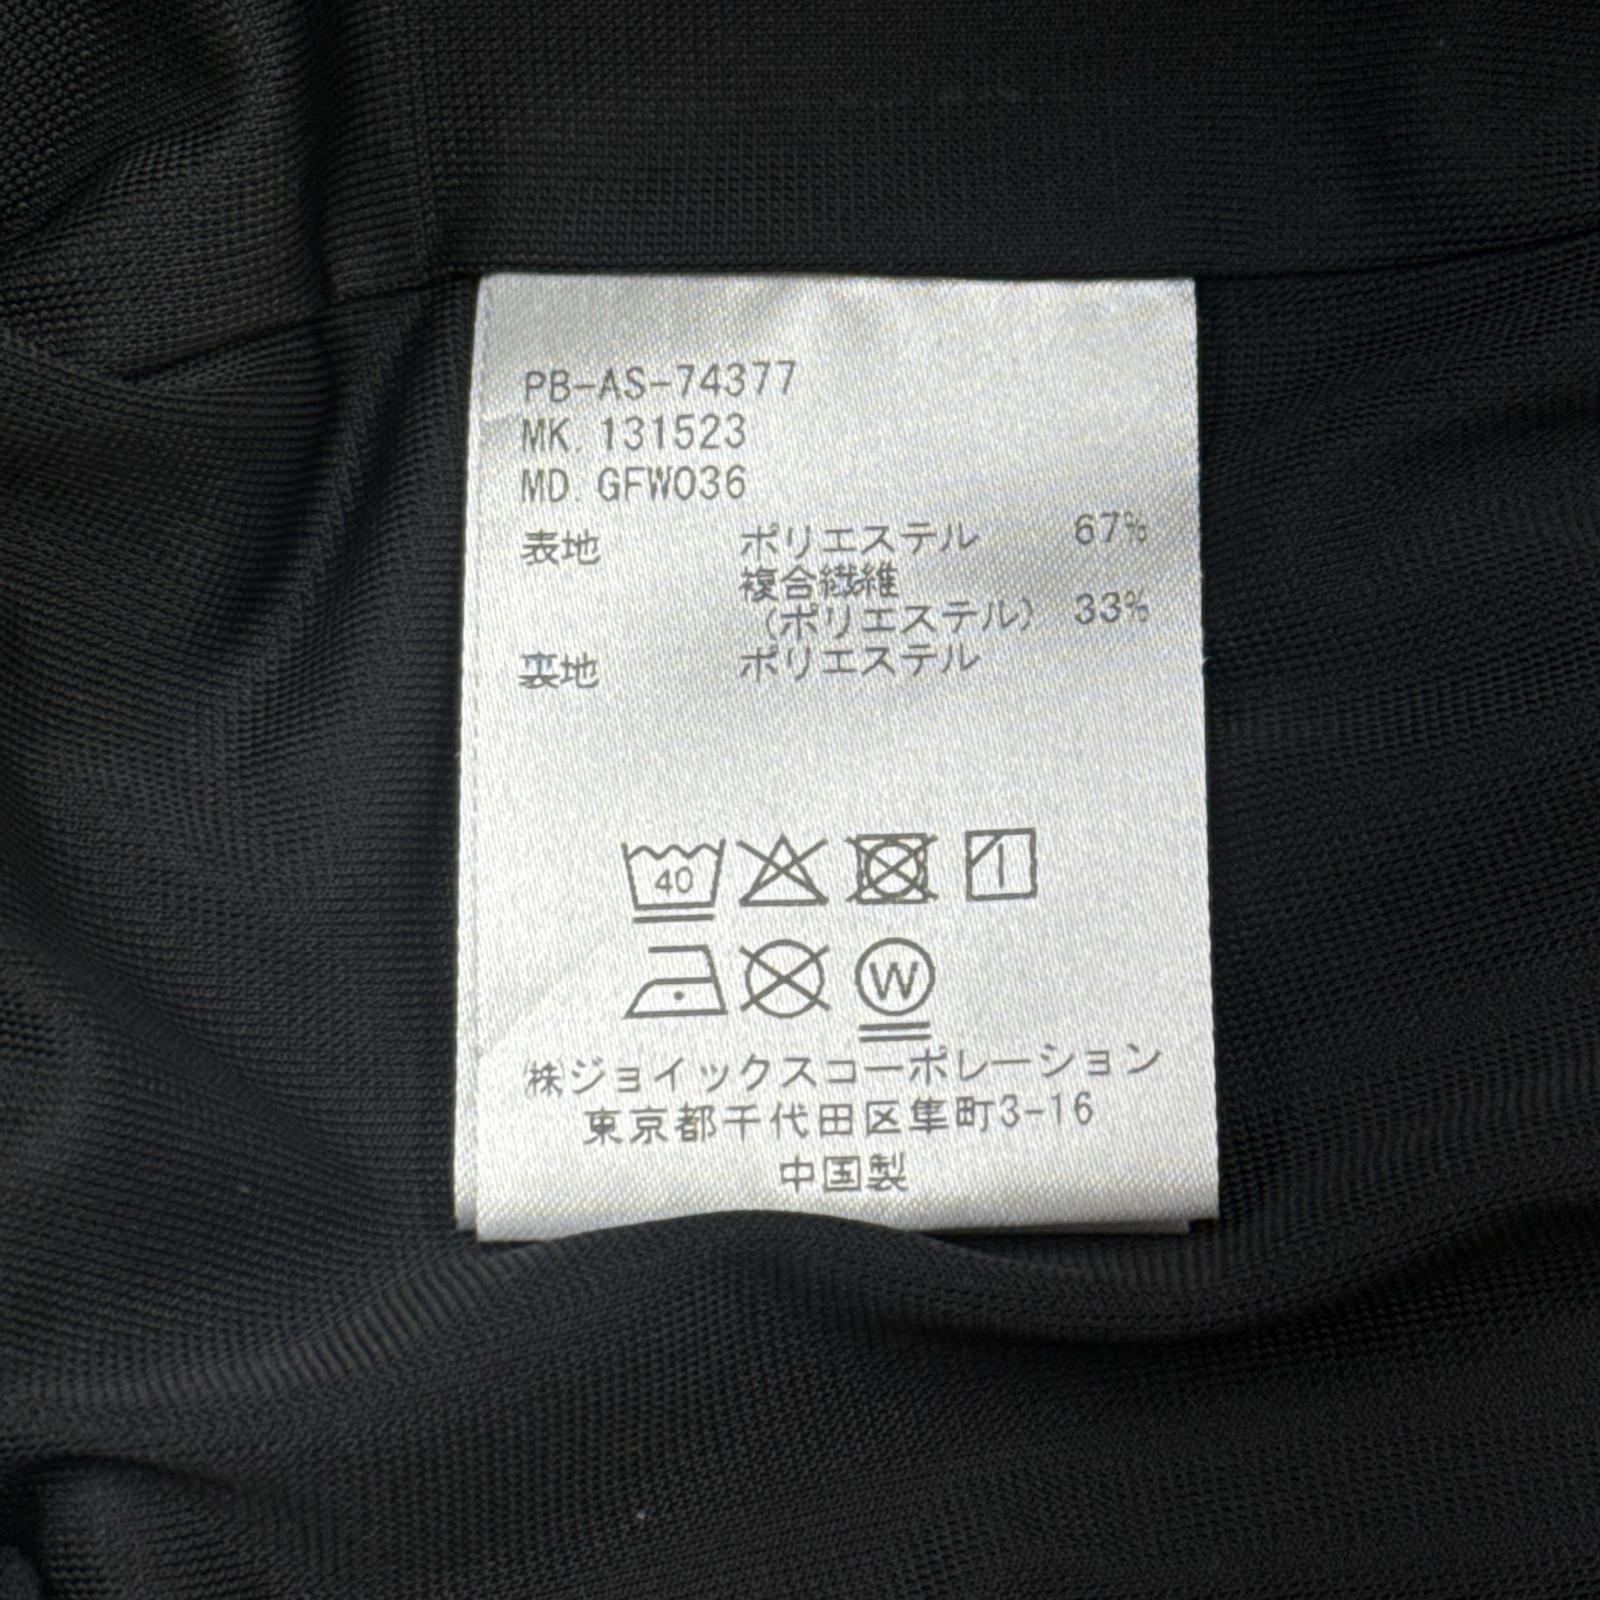 PB-AS-74377
MK. 131523
MD. GFW036
表地 ポリエステル 67%
複合繊維
(ポリエステル) 33%
裏地 ポリエステル
40
W
㈱ジョイックスコーポレーション
東京都千代田区隼町3-16
中国製